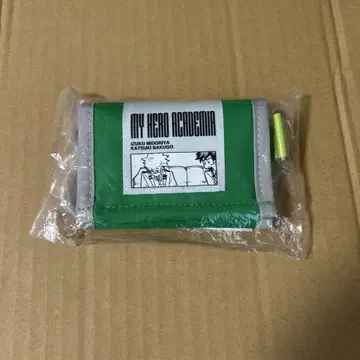 MY HERO ACADEMIA
IZUKU MIDORIYA
KATSUKI BAKUGO